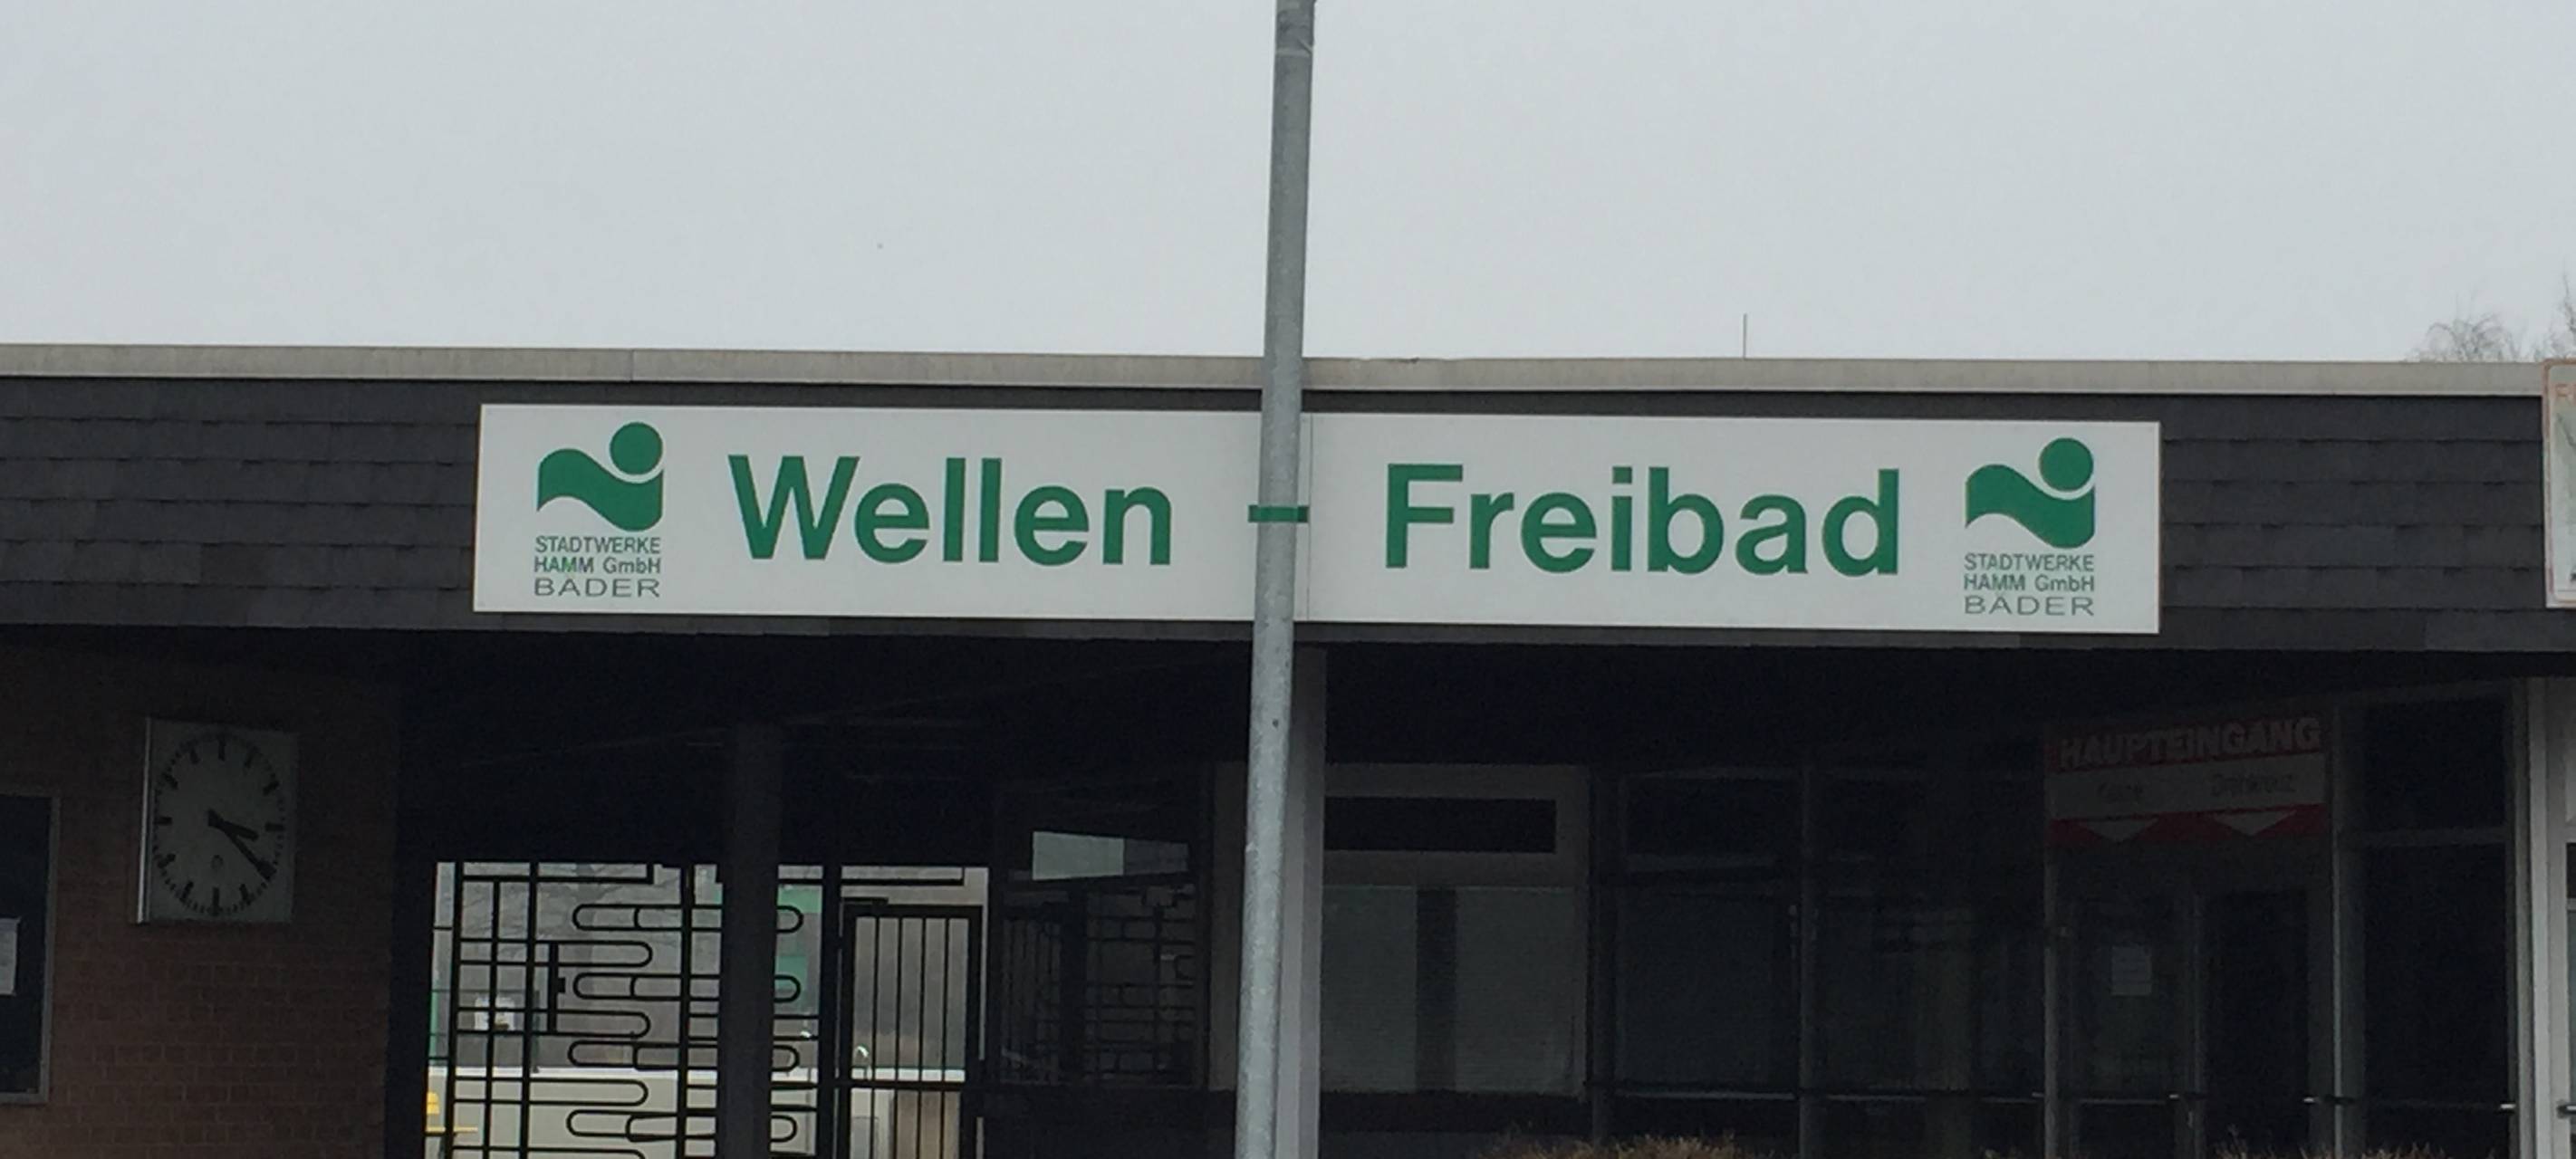 STADTWERKE
HAMM GmbH
BÄDER
Wellen - Freibad
STADTWERKE
HAMM GmbH
BÄDER
HAUPTEINGANG